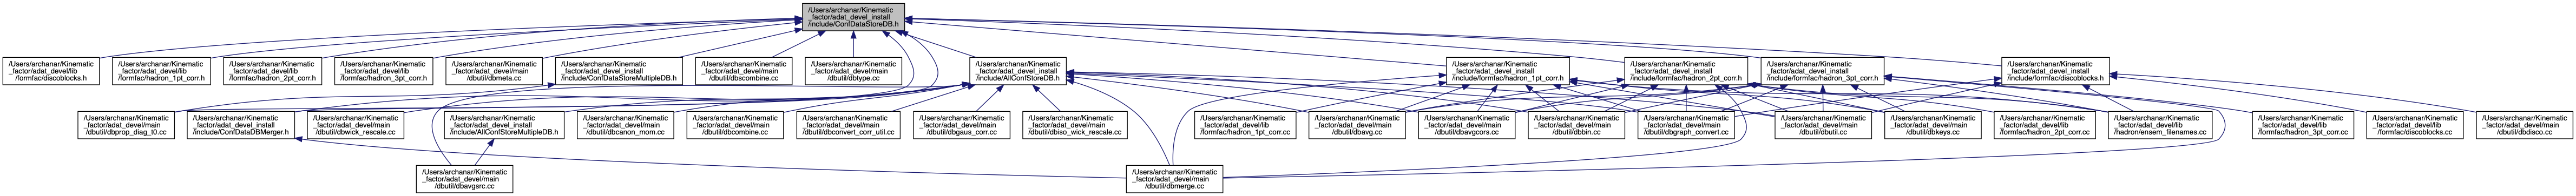 /Users/archanar/Kinematic
_factor/adat_devel_install
/include/ConfDataStoreDB.h
/Users/archanar/Kinematic
_factor/adat_devel/lib
/formfac/discoblocks.h
/Users/archanar/Kinematic
_factor/adat_devel/lib
/formfac/hadron_1pt_corr.h
/Users/archanar/Kinematic
_factor/adat_devel/lib
/formfac/hadron_2pt_corr.h
/Users/archanar/Kinematic
_factor/adat_devel/lib
/formfac/hadron_3pt_corr.h
/Users/archanar/Kinematic
_factor/adat_devel/main
/dbutil/dbmeta.cc
/Users/archanar/Kinematic
_factor/adat_devel_install
/include/ConfDataStoreMultipleDB.h
/Users/archanar/Kinematic
_factor/adat_devel/main
/dbutil/dbscombine.cc
/Users/archanar/Kinematic
_factor/adat_devel/main
/dbutil/dbtype.cc
/Users/archanar/Kinematic
_factor/adat_devel_install
/include/AllConfStoreDB.h
/Users/archanar/Kinematic
_factor/adat_devel_install
/include/formfac/hadron_1pt_corr.h
/Users/archanar/Kinematic
_factor/adat_devel_install
/include/formfac/hadron_2pt_corr.h
/Users/archanar/Kinematic
_factor/adat_devel_install
/include/formfac/hadron_3pt_corr.h
/Users/archanar/Kinematic
_factor/adat_devel_install
/include/formfac/discoblocks.h
/Users/archanar/Kinematic
_factor/adat_devel/main
/dbutil/dbprop_diag_t0.cc
/Users/archanar/Kinematic
_factor/adat_devel_install
/include/ConfDataDBMerger.h
/Users/archanar/Kinematic
_factor/adat_devel/main
/dbutil/dbwick_rescale.cc
/Users/archanar/Kinematic
_factor/adat_devel_install
/include/AllConfStoreMultipleDB.h
/Users/archanar/Kinematic
_factor/adat_devel/main
/dbutil/dbcanon_mom.cc
/Users/archanar/Kinematic
_factor/adat_devel/main
/dbutil/dbcombine.cc
/Users/archanar/Kinematic
_factor/adat_devel/main
/dbutil/dbconvert_corr_util.cc
/Users/archanar/Kinematic
_factor/adat_devel/main
/dbutil/dbgaus_corr.cc
/Users/archanar/Kinematic
_factor/adat_devel/main
/dbutil/dbiso_wick_rescale.cc
/Users/archanar/Kinematic
_factor/adat_devel/lib
/formfac/hadron_1pt_corr.cc
/Users/archanar/Kinematic
_factor/adat_devel/main
/dbutil/dbavg.cc
/Users/archanar/Kinematic
_factor/adat_devel/main
/dbutil/dbavgcors.cc
/Users/archanar/Kinematic
_factor/adat_devel/main
/dbutil/dbbin.cc
/Users/archanar/Kinematic
_factor/adat_devel/main
/dbutil/dbgraph_convert.cc
/Users/archanar/Kinematic
_factor/adat_devel/main
/dbutil/dbutil.cc
/Users/archanar/Kinematic
_factor/adat_devel/main
/dbutil/dbkeys.cc
/Users/archanar/Kinematic
_factor/adat_devel/lib
/formfac/hadron_2pt_corr.cc
/Users/archanar/Kinematic
_factor/adat_devel/lib
/hadron/ensem_filenames.cc
/Users/archanar/Kinematic
_factor/adat_devel/lib
/formfac/hadron_3pt_corr.cc
/Users/archanar/Kinematic
_factor/adat_devel/lib
/formfac/discoblocks.cc
/Users/archanar/Kinematic
_factor/adat_devel/main
/dbutil/dbdisco.cc
/Users/archanar/Kinematic
_factor/adat_devel/main
/dbutil/dbavgsrc.cc
/Users/archanar/Kinematic
_factor/adat_devel/main
/dbutil/dbmerge.cc